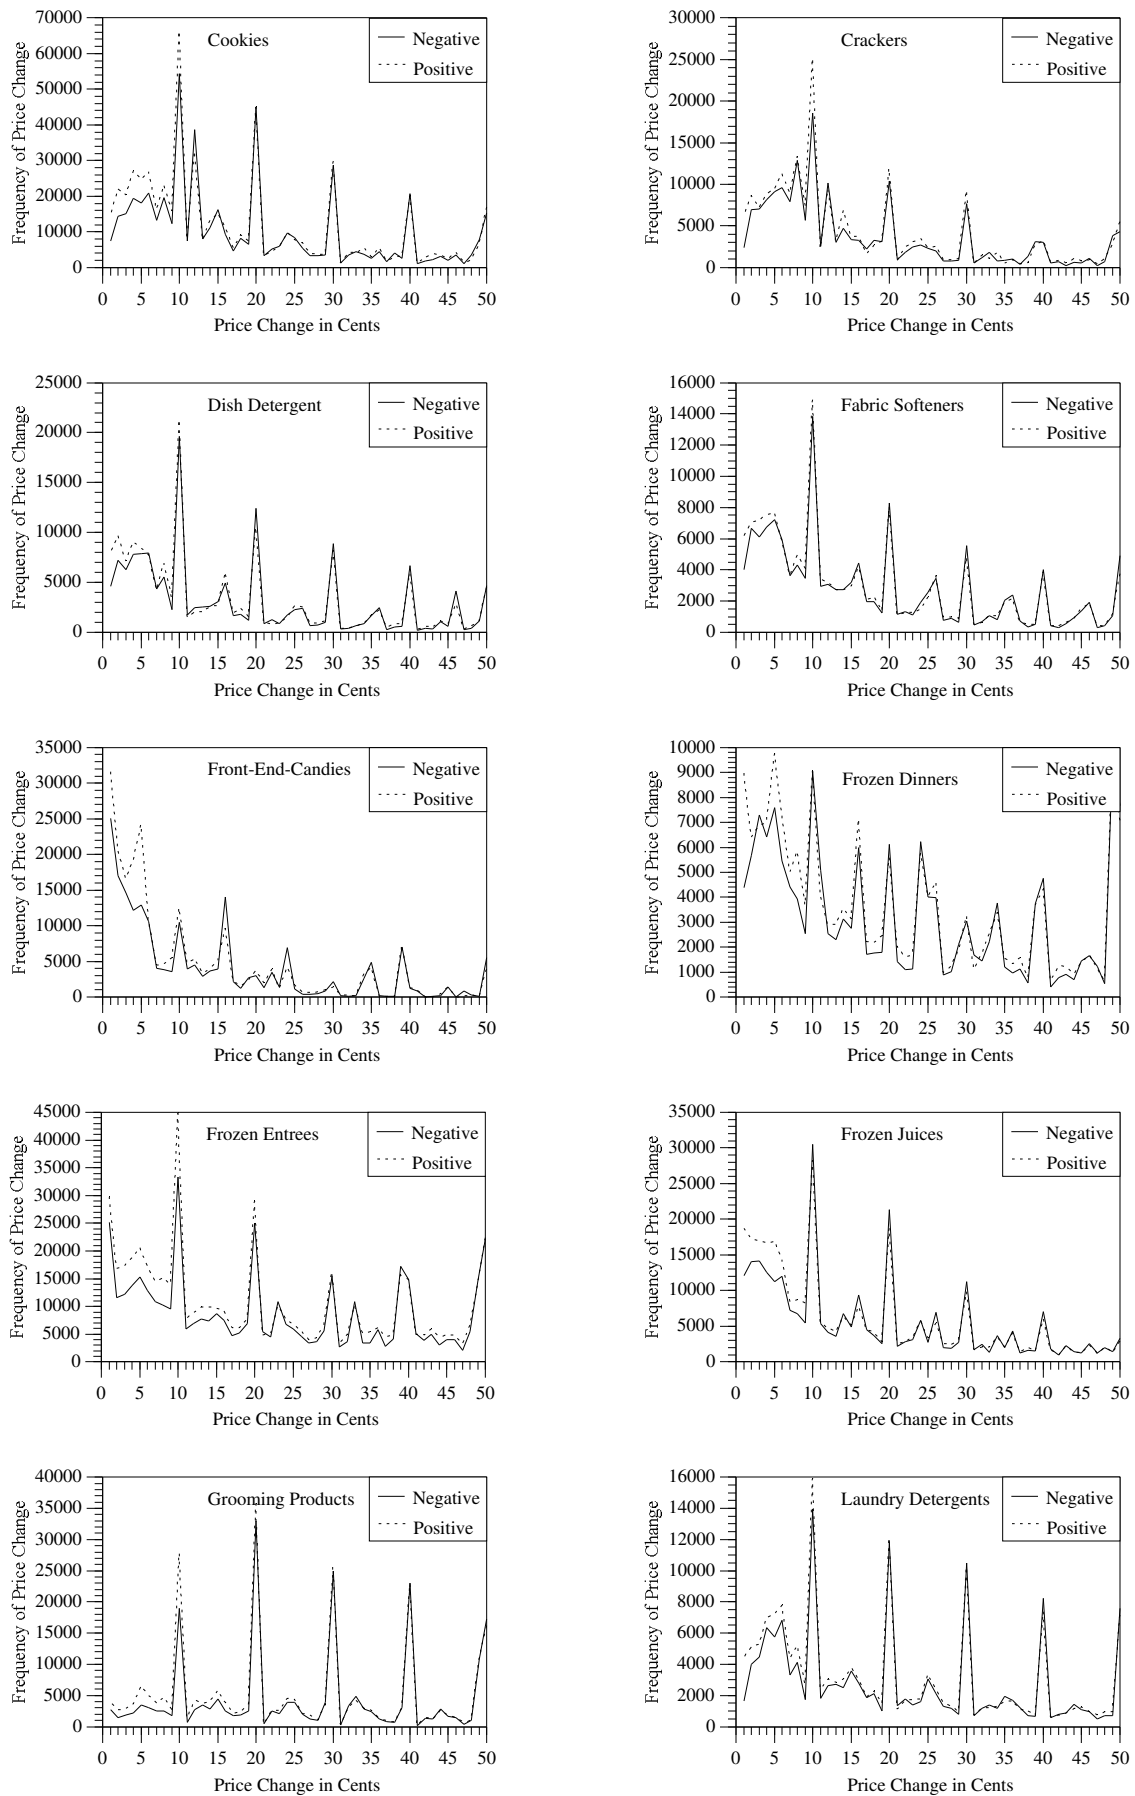 Cookies
Negative
Positive
Frequency of Price Change
70000
60000
50000
40000
30000
20000
10000
0
0 5 10 15 20 25 30 35 40 45 50
Price Change in Cents
Crackers
Negative
Positive
Frequency of Price Change
30000
25000
20000
15000
10000
5000
0
0 5 10 15 20 25 30 35 40 45 50
Price Change in Cents
Dish Detergent
Negative
Positive
Frequency of Price Change
25000
20000
15000
10000
5000
0
0 5 10 15 20 25 30 35 40 45 50
Price Change in Cents
Fabric Softeners
Negative
Positive
Frequency of Price Change
16000
14000
12000
10000
8000
6000
4000
2000
0
0 5 10 15 20 25 30 35 40 45 50
Price Change in Cents
Front-End-Candies
Negative
Positive
Frequency of Price Change
35000
30000
25000
20000
15000
10000
5000
0
0 5 10 15 20 25 30 35 40 45 50
Price Change in Cents
Frozen Dinners
Negative
Positive
Frequency of Price Change
10000
9000
8000
7000
6000
5000
4000
3000
2000
1000
0
0 5 10 15 20 25 30 35 40 45 50
Price Change in Cents
Frozen Entrees
Negative
Positive
Frequency of Price Change
45000
40000
35000
30000
25000
20000
15000
10000
5000
0
0 5 10 15 20 25 30 35 40 45 50
Price Change in Cents
Frozen Juices
Negative
Positive
Frequency of Price Change
35000
30000
25000
20000
15000
10000
5000
0
0 5 10 15 20 25 30 35 40 45 50
Price Change in Cents
Grooming Products
Negative
Positive
Frequency of Price Change
40000
35000
30000
25000
20000
15000
10000
5000
0
0 5 10 15 20 25 30 35 40 45 50
Price Change in Cents
Laundry Detergents
Negative
Positive
Frequency of Price Change
16000
14000
12000
10000
8000
6000
4000
2000
0
0 5 10 15 20 25 30 35 40 45 50
Price Change in Cents